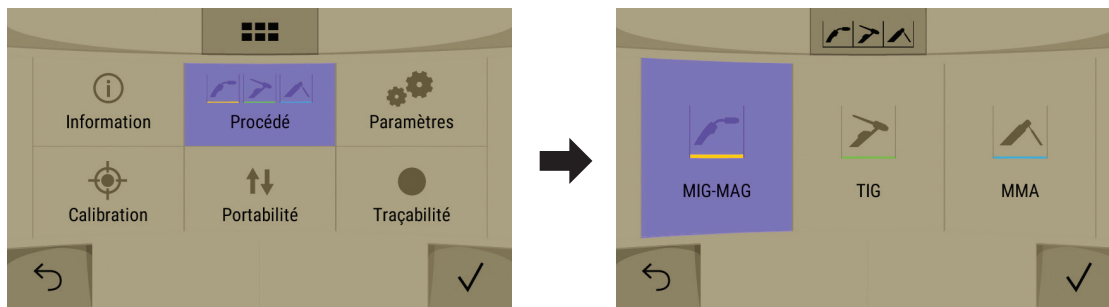 Information
Procédé
Paramètres
Calibration
Portabilité
Traçabilité
MIG-MAG
TIG
MMA